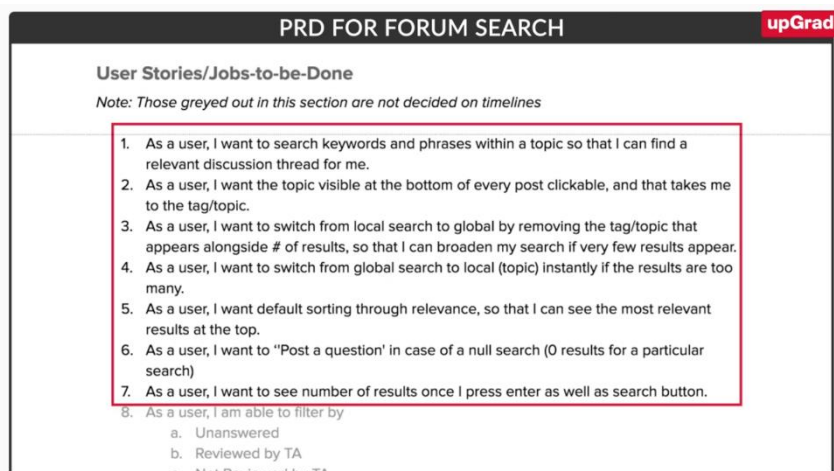 PRD FOR FORUM SEARCH
upGrad
User Stories/Jobs-to-be-Done
Note: Those greyed out in this section are not decided on timelines
1. As a user, I want to search keywords and phrases within a topic so that I can find a
relevant discussion thread for me.
2. As a user, I want the topic visible at the bottom of every post clickable, and that takes me
to the tag/topic.
3. As a user, I want to switch from local search to global by removing the tag/topic that
appears alongside # of results, so that I can broaden my search if very few results appear.
4. As a user, I want to switch from global search to local (topic) instantly if the results are too
many.
5. As a user, I want default sorting through relevance, so that I can see the most relevant
results at the top.
6. As a user, I want to "Post a question' in case of a null search (0 results for a particular
search)
7. As a user, I want to see number of results once I press enter as well as search button.
8. As a user, I am able to filter by
a. Unanswered
b. Reviewed by TA